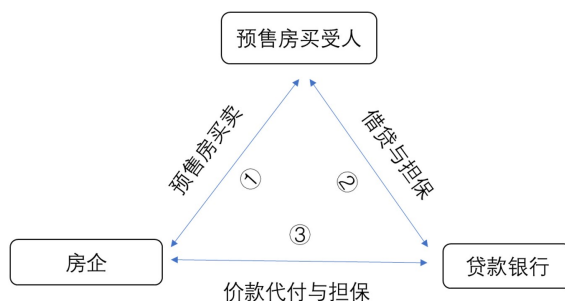 预售房买受人
预售房买卖
借贷与担保
①
②
③
房企
贷款银行
价款代付与担保